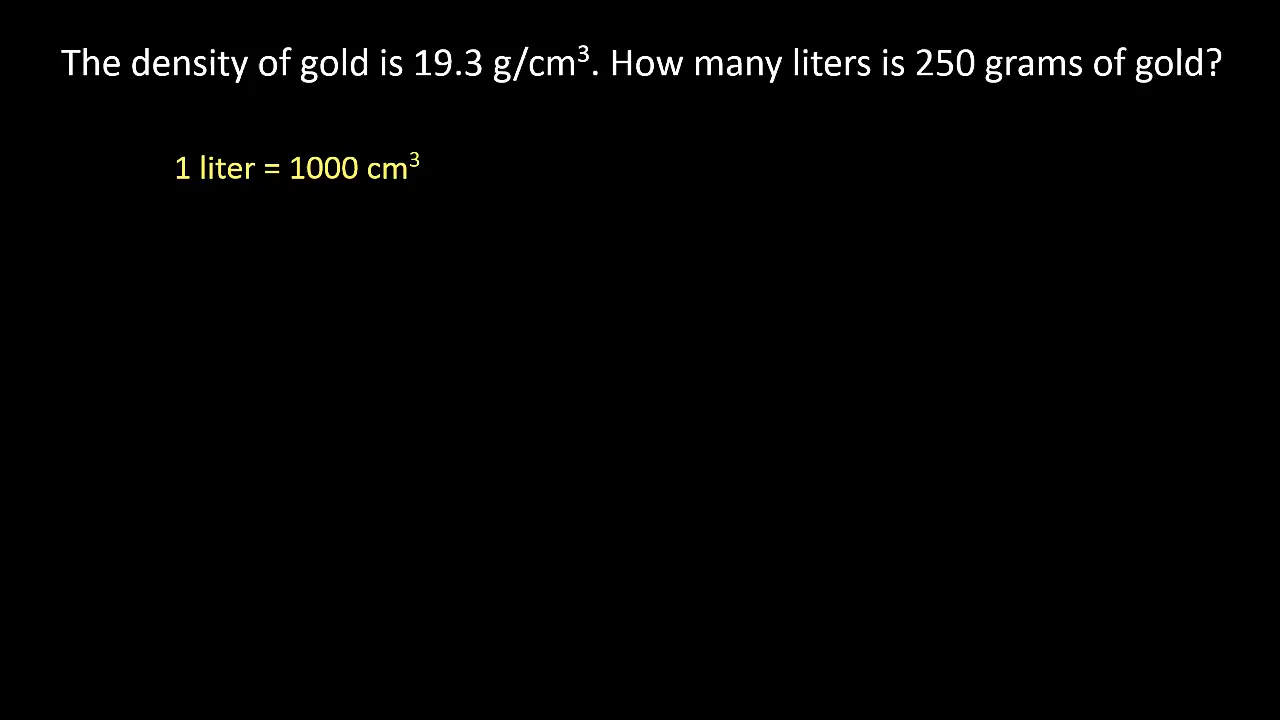 The density of gold is 19.3 g/cm³. How many liters is 250 grams of gold?
1 liter = 1000 cm³